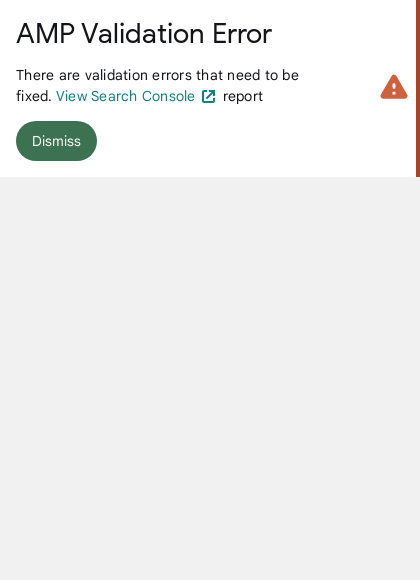 AMP Validation Error
There are validation errors that need to be
fixed. View Search Console report
Dismiss